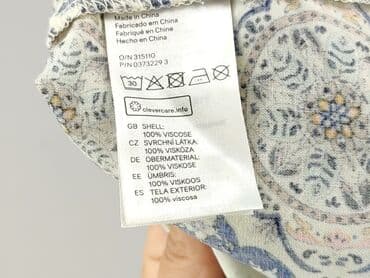 Made in China
Fabricado em China
Fabriqué en China
Hecho en China
O/N 315110
P/N 0373229 3
30
clevercare.info
GB SHELL:
100% VISCOSE
CZ SVRCHNÍ LÁTKA:
100% VISKÓZA
DE OBERMATERIAL:
100% VISKOSE
EE ÜMBRIS:
100% VISKOOS
ES TELA EXTERIOR:
100% viscosa